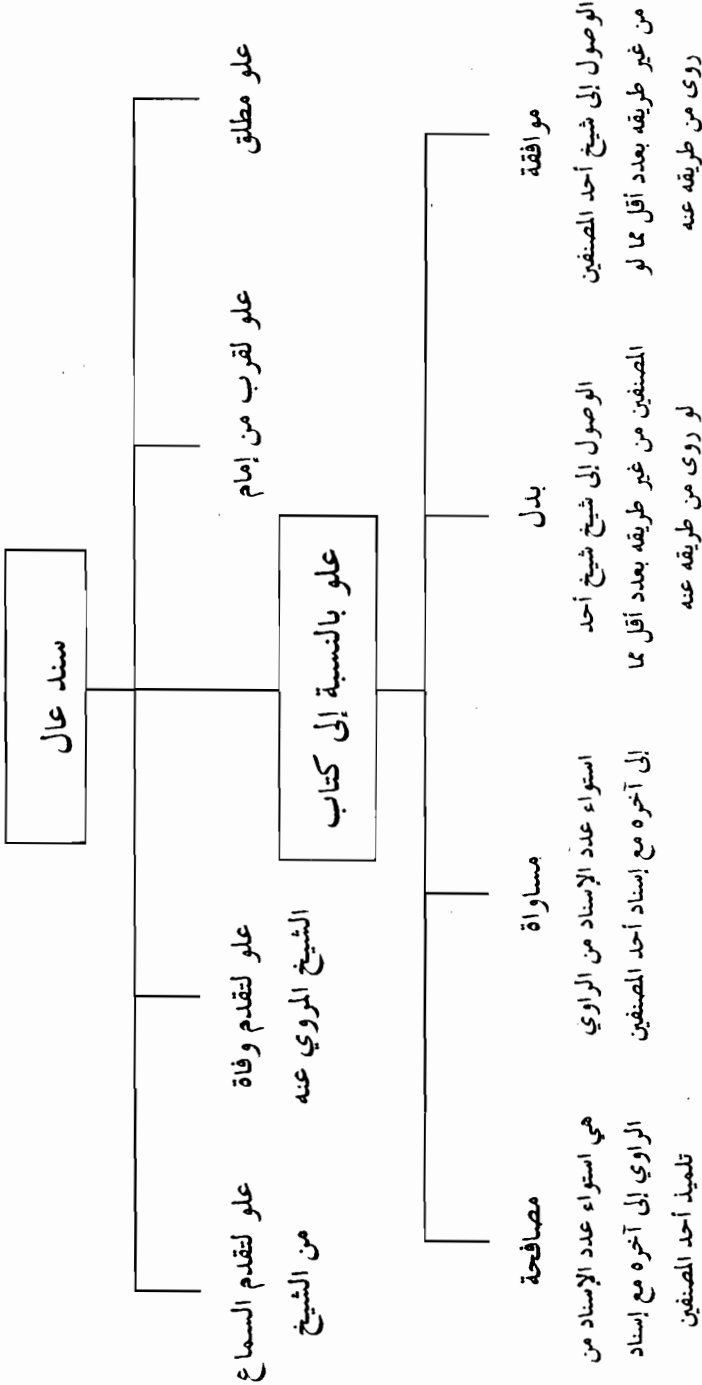 سند عال
علو مطلق
علو لقرب من إمام
علو بالنسبة إلى كتاب
علو لتقدم وفاة
الشيخ المروي عنه
علو لتقدم السماع
من الشيخ
موافقة
الوصول إلى شيخ أحد المصنفين
من غير طريقه بعدد أقل مما لو
روى من طريقه عنه
بدل
الوصول إلى شيخ شيخ أحد
المصنفين من غير طريقه بعدد أقل مما
لو روى من طريقه عنه
مساواة
استواء عدد الإسناد من الراوي
إلى آخره مع إسناد أحد المصنفين
مصافحة
هي استواء عدد الإسناد من
الراوي إلى آخره مع إسناد
تلميذ أحد المصنفين